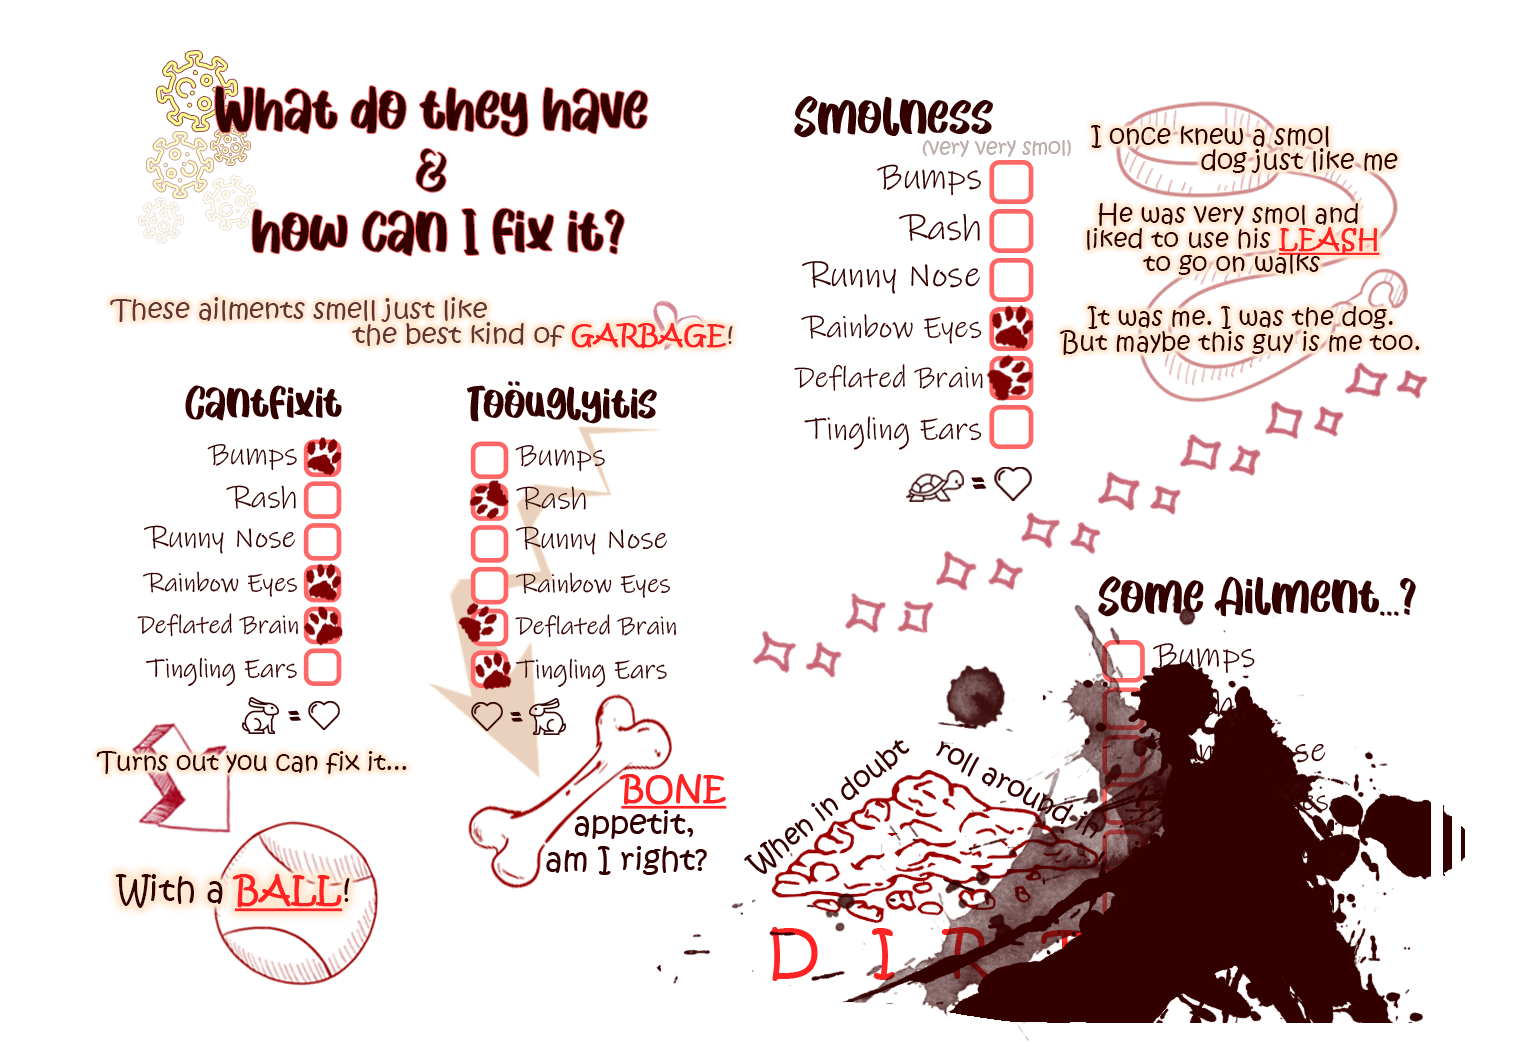 What do they have
&
how can I fix it?
These ailments smell just like
the best kind of GARBAGE!
Cantfixit
Bumps
Rash
Runny Nose
Rainbow Eyes
Deflated Brain
Tingling Ears
=
Turns out you can fix it...
With a BALL!
Toöuglyitis
Bumps
Rash
Runny Nose
Rainbow Eyes
Deflated Brain
Tingling Ears
=
BONE
appetit,
am I right?
Smolness
(very very smol)
Bumps
Rash
Runny Nose
Rainbow Eyes
Deflated Brain
Tingling Ears
=
I once knew a smol
dog just like me
He was very smol and
liked to use his LEASH
to go on walks
It was me. I was the dog.
But maybe this guy is me too.
Some Ailment...?
Bumps
When in doubt
roll around in
DIRT